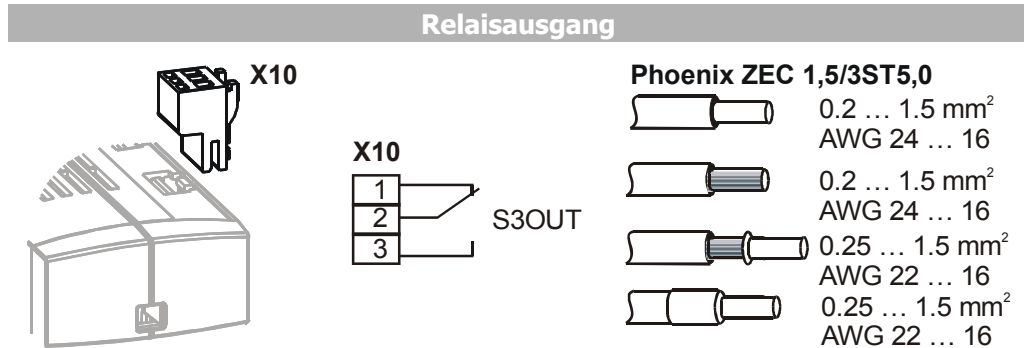 Relaisausgang
X10
X10
1
2
3
S3OUT
Phoenix ZEC 1,5/3ST5,0
0.2 … 1.5 mm²
AWG 24 … 16
0.2 … 1.5 mm²
AWG 24 … 16
0.25 … 1.5 mm²
AWG 22 … 16
0.25 … 1.5 mm²
AWG 22 … 16